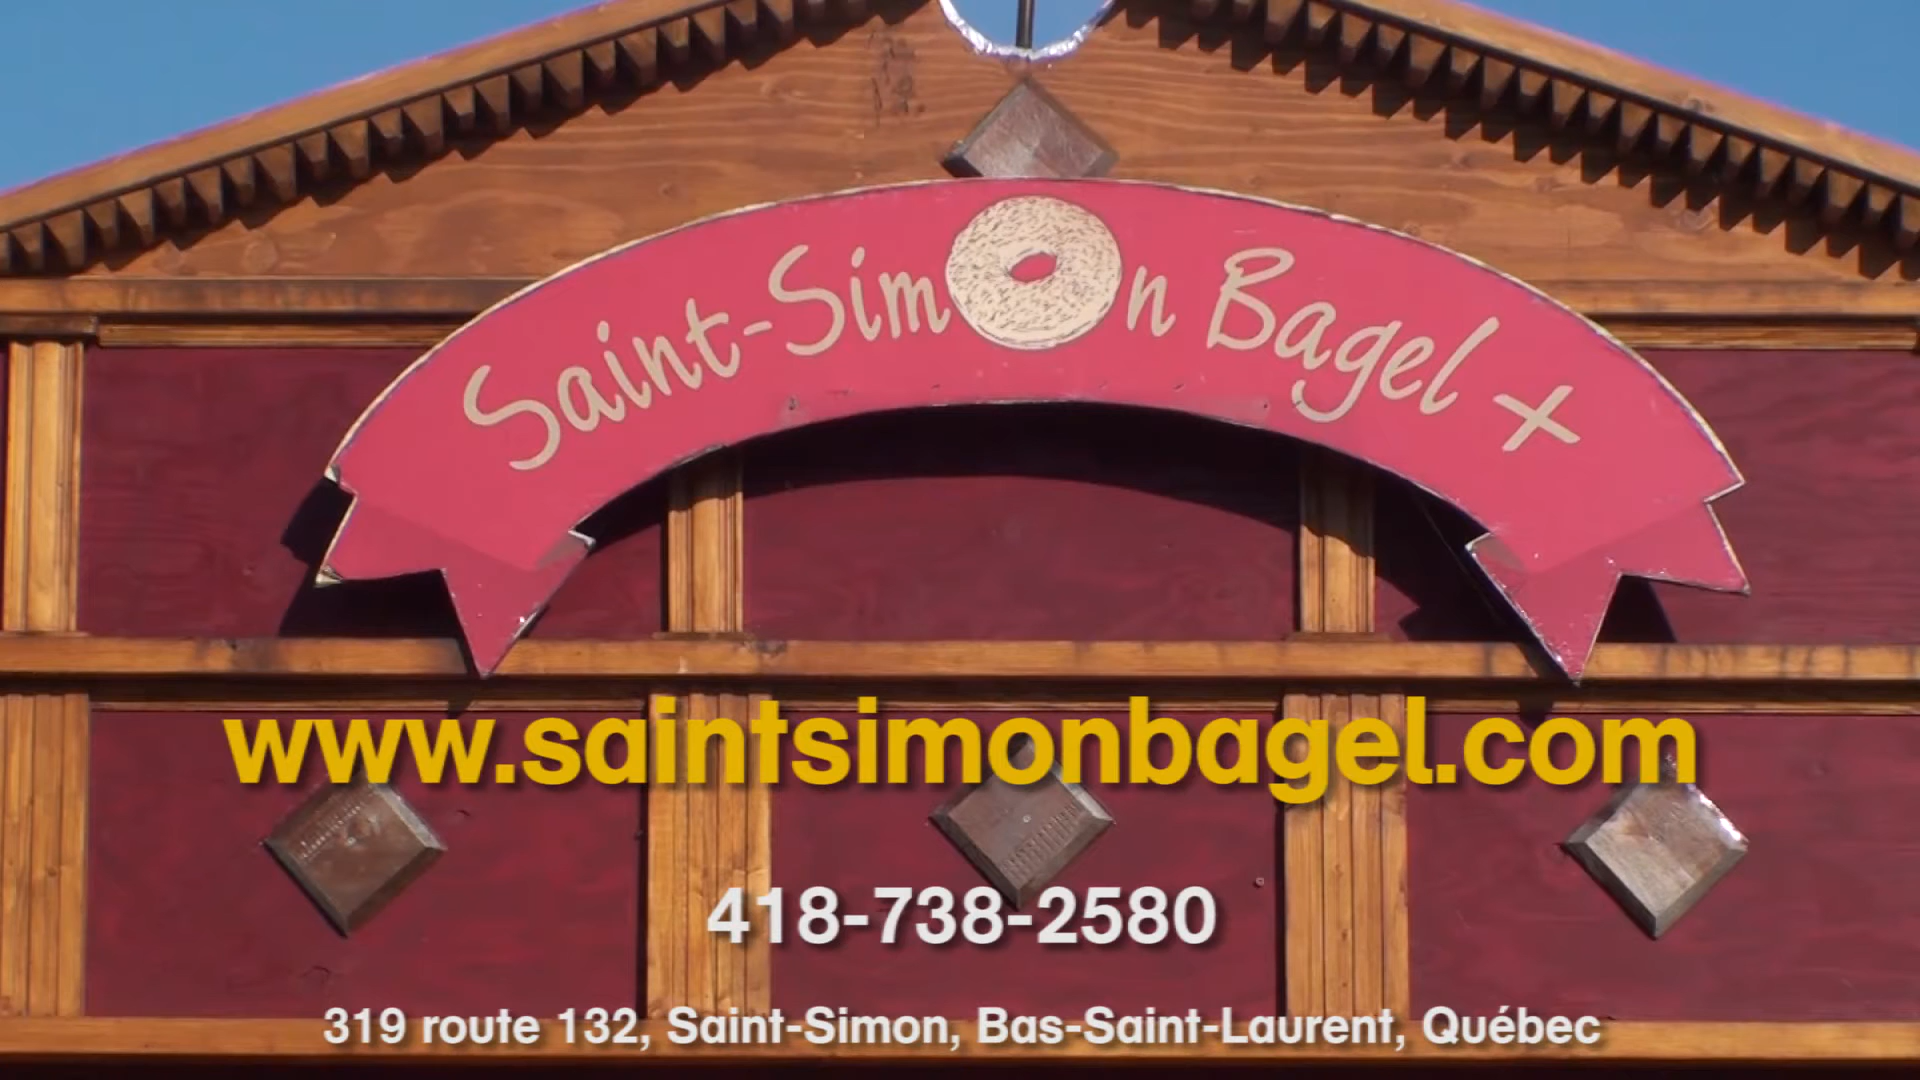 Saint-Simon Bagel +
www.saintsimonbagel.com
418-738-2580
319 route 132, Saint-Simon, Bas-Saint-Laurent, Québec